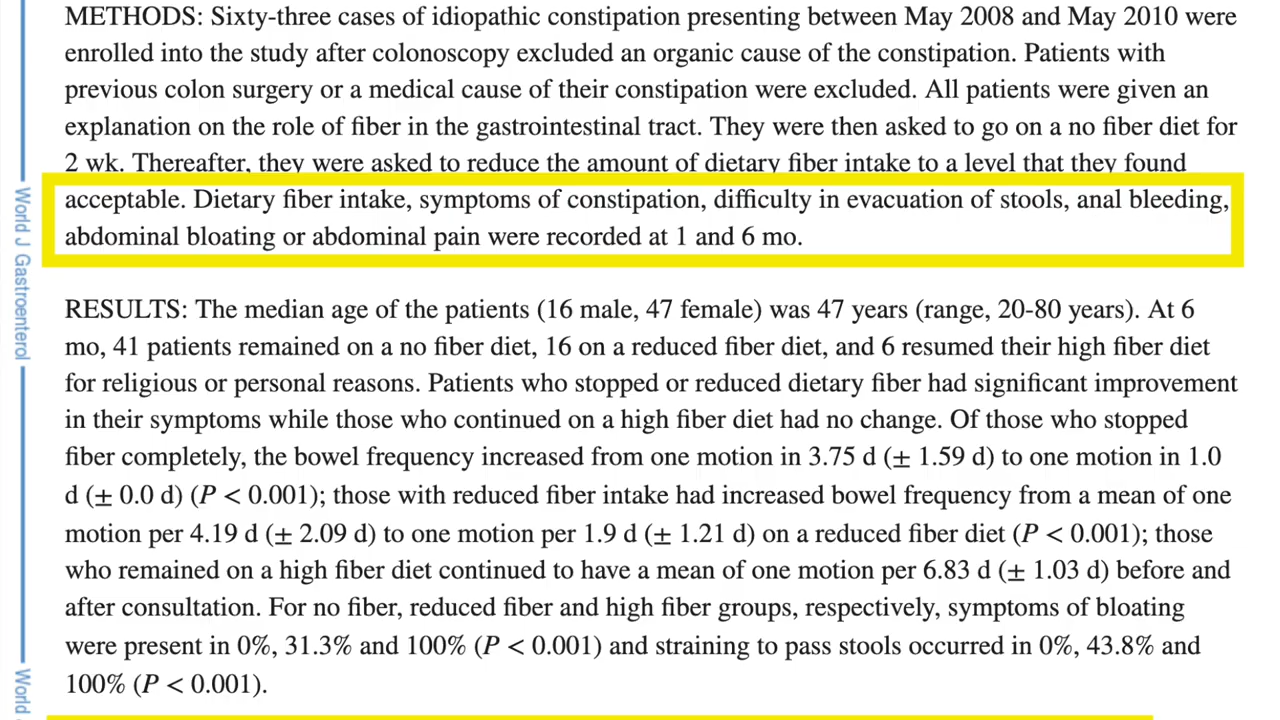 METHODS: Sixty-three cases of idiopathic constipation presenting between May 2008 and May 2010 were
enrolled into the study after colonoscopy excluded an organic cause of the constipation. Patients with
previous colon surgery or a medical cause of their constipation were excluded. All patients were given an
explanation on the role of fiber in the gastrointestinal tract. They were then asked to go on a no fiber diet for
2 wk. Thereafter, they were asked to reduce the amount of dietary fiber intake to a level that they found
acceptable. Dietary fiber intake, symptoms of constipation, difficulty in evacuation of stools, anal bleeding,
abdominal bloating or abdominal pain were recorded at 1 and 6 mo.
RESULTS: The median age of the patients (16 male, 47 female) was 47 years (range, 20-80 years). At 6
mo, 41 patients remained on a no fiber diet, 16 on a reduced fiber diet, and 6 resumed their high fiber diet
for religious or personal reasons. Patients who stopped or reduced dietary fiber had significant improvement
in their symptoms while those who continued on a high fiber diet had no change. Of those who stopped
fiber completely, the bowel frequency increased from one motion in 3.75 d (± 1.59 d) to one motion in 1.0
d (± 0.0 d) (P < 0.001); those with reduced fiber intake had increased bowel frequency from a mean of one
motion per 4.19 d (± 2.09 d) to one motion per 1.9 d (± 1.21 d) on a reduced fiber diet (P < 0.001); those
who remained on a high fiber diet continued to have a mean of one motion per 6.83 d (± 1.03 d) before and
after consultation. For no fiber, reduced fiber and high fiber groups, respectively, symptoms of bloating
were present in 0%, 31.3% and 100% (P < 0.001) and straining to pass stools occurred in 0%, 43.8% and
100% (P < 0.001).
World J Gastroenterol
World